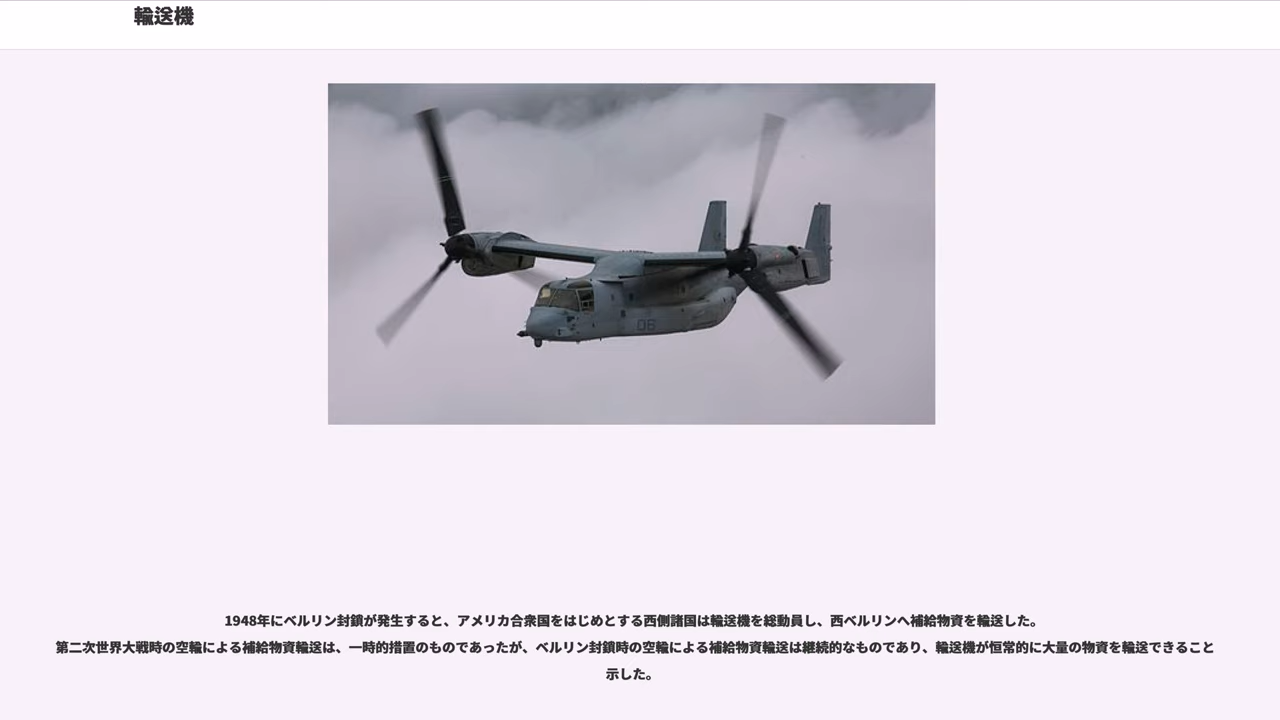 輸送機
06
1948年にベルリン封鎖が発生すると、アメリカ合衆国をはじめとする西側諸国は輸送機を総動員し、西ベルリンへ補給物資を輸送した。
第二次世界大戦時の空輸による補給物資輸送は、一時的措置のものであったが、ベルリン封鎖時の空輸による補給物資輸送は継続的なものであり、輸送機が恒常的に大量の物資を輸送できること
示した。